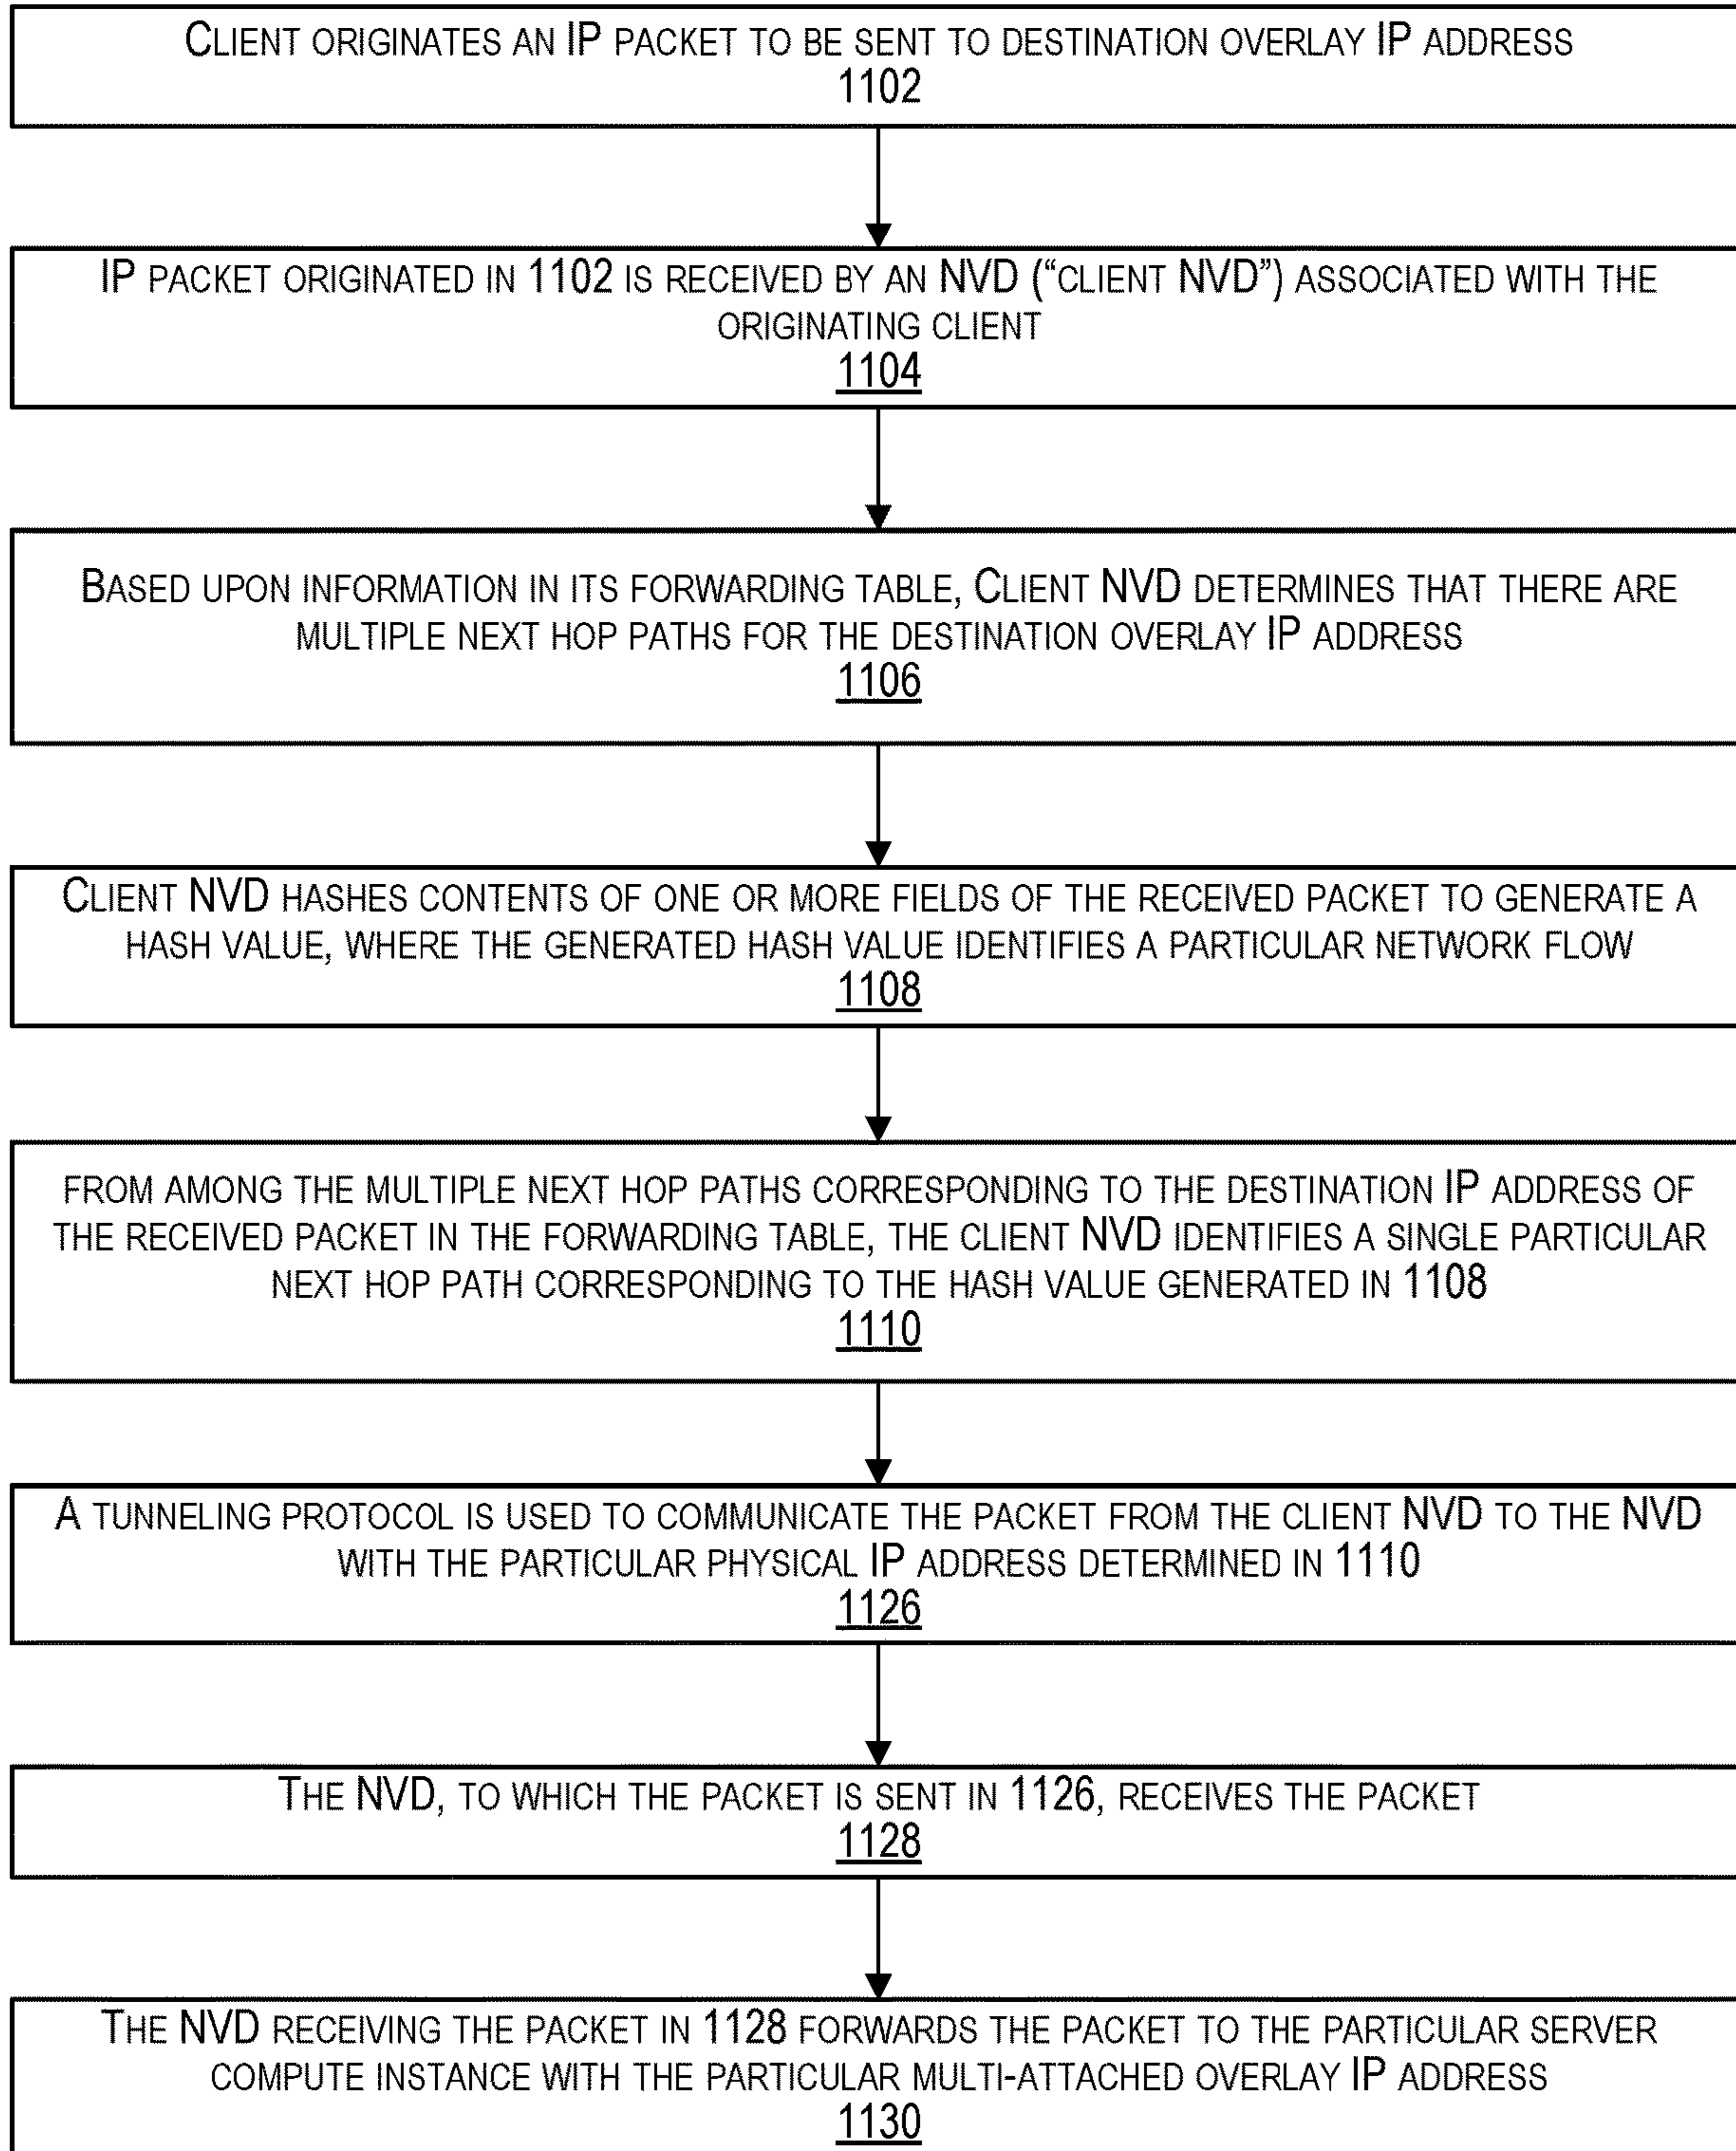 CLIENT ORIGINATES AN IP PACKET TO BE SENT TO DESTINATION OVERLAY IP ADDRESS
1102
IP PACKET ORIGINATED IN 1102 IS RECEIVED BY AN NVD (“CLIENT NVD”) ASSOCIATED WITH THE
ORIGINATING CLIENT
1104
BASED UPON INFORMATION IN ITS FORWARDING TABLE, CLIENT NVD DETERMINES THAT THERE ARE
MULTIPLE NEXT HOP PATHS FOR THE DESTINATION OVERLAY IP ADDRESS
1106
CLIENT NVD HASHES CONTENTS OF ONE OR MORE FIELDS OF THE RECEIVED PACKET TO GENERATE A
HASH VALUE, WHERE THE GENERATED HASH VALUE IDENTIFIES A PARTICULAR NETWORK FLOW
1108
FROM AMONG THE MULTIPLE NEXT HOP PATHS CORRESPONDING TO THE DESTINATION IP ADDRESS OF
THE RECEIVED PACKET IN THE FORWARDING TABLE, THE CLIENT NVD IDENTIFIES A SINGLE PARTICULAR
NEXT HOP PATH CORRESPONDING TO THE HASH VALUE GENERATED IN 1108
1110
A TUNNELING PROTOCOL IS USED TO COMMUNICATE THE PACKET FROM THE CLIENT NVD TO THE NVD
WITH THE PARTICULAR PHYSICAL IP ADDRESS DETERMINED IN 1110
1126
THE NVD, TO WHICH THE PACKET IS SENT IN 1126, RECEIVES THE PACKET
1128
THE NVD RECEIVING THE PACKET IN 1128 FORWARDS THE PACKET TO THE PARTICULAR SERVER
COMPUTE INSTANCE WITH THE PARTICULAR MULTI-ATTACHED OVERLAY IP ADDRESS
1130